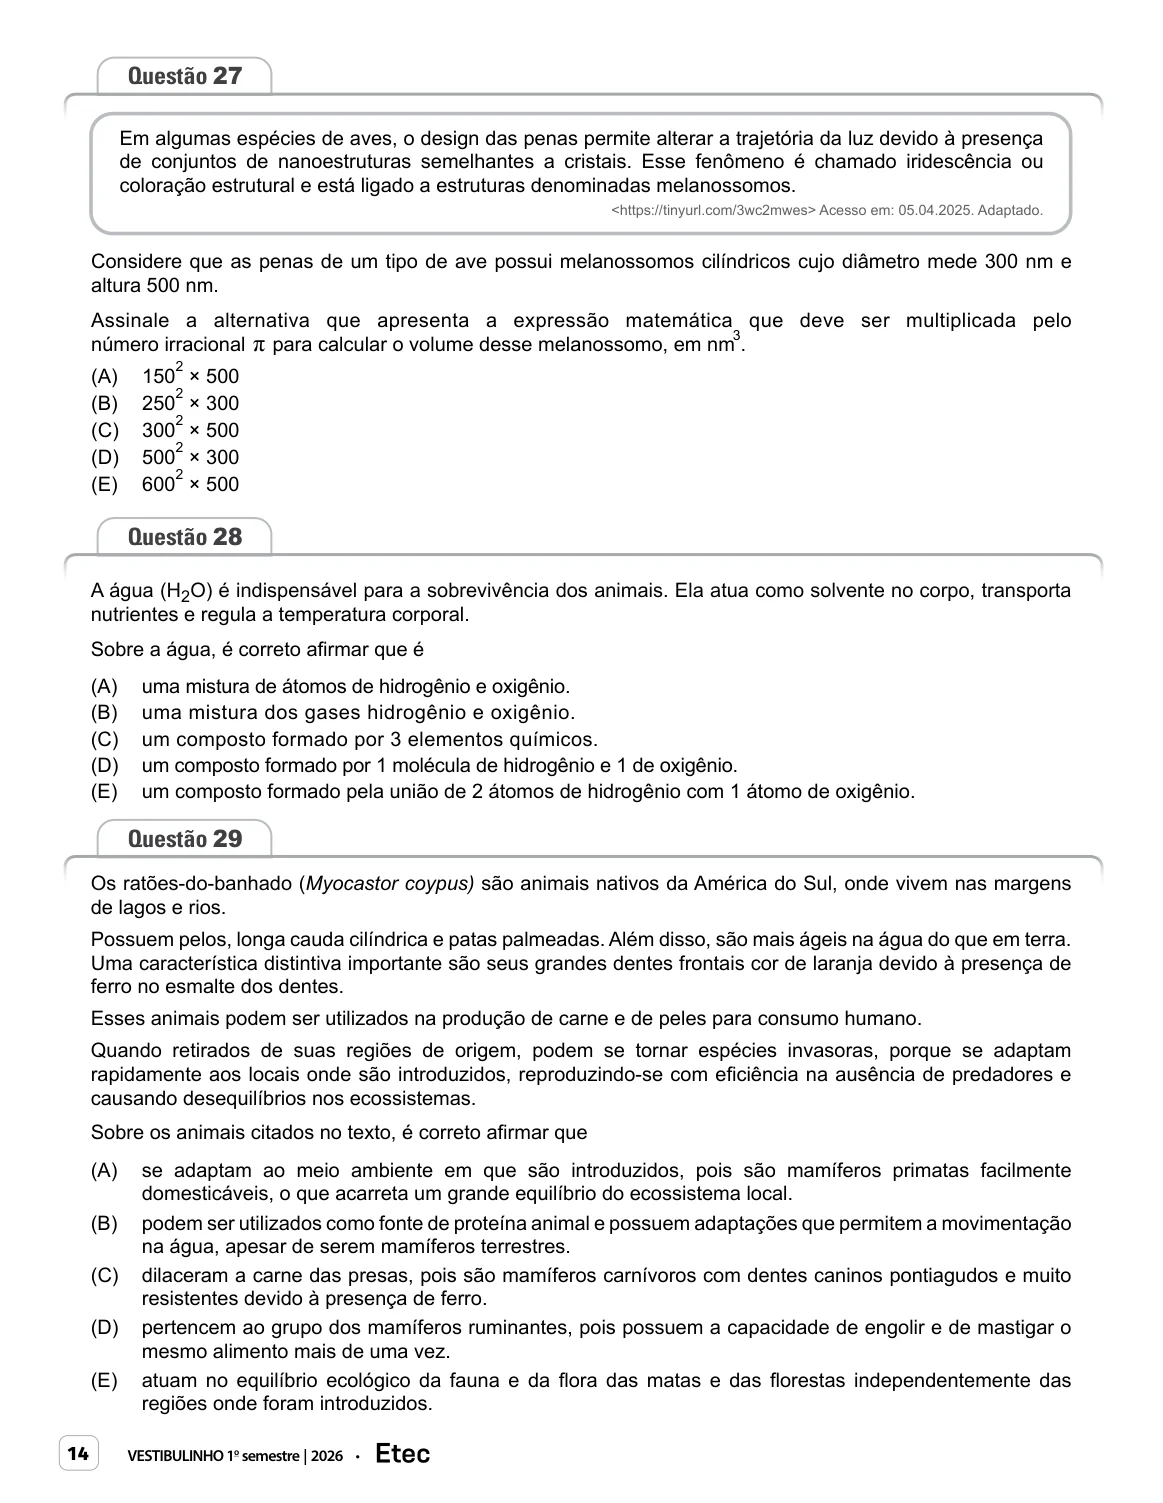 Questão 27
Em algumas espécies de aves, o design das penas permite alterar a trajetória da luz devido à presença
de conjuntos de nanoestruturas semelhantes a cristais. Esse fenômeno é chamado iridescência ou
coloração estrutural e está ligado a estruturas denominadas melanossomos.
<https://tinyurl.com/3wc2mwes> Acesso em: 05.04.2025. Adaptado.
Considere que as penas de um tipo de ave possui melanossomos cilíndricos cujo diâmetro mede 300 nm e
altura 500 nm.
Assinale a alternativa que apresenta a expressão matemática que deve ser multiplicada pelo
número irracional π para calcular o volume desse melanossomo, em nm³.
(A) 150² × 500
(B) 250² × 300
(C) 300² × 500
(D) 500² × 300
(E) 600² × 500
Questão 28
A água (H₂O) é indispensável para a sobrevivência dos animais. Ela atua como solvente no corpo, transporta
nutrientes e regula a temperatura corporal.
Sobre a água, é correto afirmar que é
(A) uma mistura de átomos de hidrogênio e oxigênio.
(B) uma mistura dos gases hidrogênio e oxigênio.
(C) um composto formado por 3 elementos químicos.
(D) um composto formado por 1 molécula de hidrogênio e 1 de oxigênio.
(E) um composto formado pela união de 2 átomos de hidrogênio com 1 átomo de oxigênio.
Questão 29
Os ratões-do-banhado (Myocastor coypus) são animais nativos da América do Sul, onde vivem nas margens
de lagos e rios.
Possuem pelos, longa cauda cilíndrica e patas palmeadas. Além disso, são mais ágeis na água do que em terra.
Uma característica distintiva importante são seus grandes dentes frontais cor de laranja devido à presença de
ferro no esmalte dos dentes.
Esses animais podem ser utilizados na produção de carne e de peles para consumo humano.
Quando retirados de suas regiões de origem, podem se tornar espécies invasoras, porque se adaptam
rapidamente aos locais onde são introduzidos, reproduzindo-se com eficiência na ausência de predadores e
causando desequilíbrios nos ecossistemas.
Sobre os animais citados no texto, é correto afirmar que
(A) se adaptam ao meio ambiente em que são introduzidos, pois são mamíferos primatas facilmente
domesticáveis, o que acarreta um grande equilíbrio do ecossistema local.
(B) podem ser utilizados como fonte de proteína animal e possuem adaptações que permitem a movimentação
na água, apesar de serem mamíferos terrestres.
(C) dilaceram a carne das presas, pois são mamíferos carnívoros com dentes caninos pontiagudos e muito
resistentes devido à presença de ferro.
(D) pertencem ao grupo dos mamíferos ruminantes, pois possuem a capacidade de engolir e de mastigar o
mesmo alimento mais de uma vez.
(E) atuam no equilíbrio ecológico da fauna e da flora das matas e das florestas independentemente das
regiões onde foram introduzidos.
14 VESTIBULINHO 1º semestre | 2026 • Etec